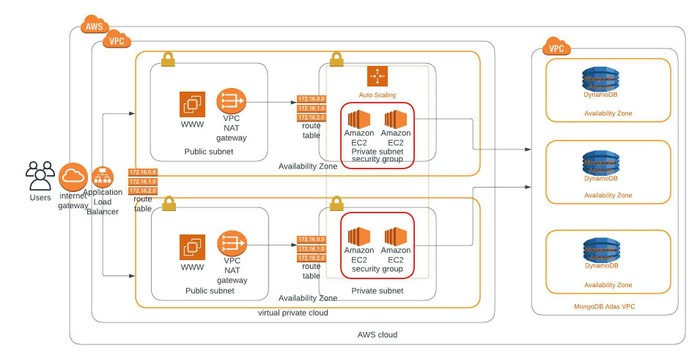 AWS
VPC
VPC
Auto Scaling
172.16.0.0
172.16.1.0
172.16.2.0
route
table
WWW
VPC
NAT
gateway
Public subnet
Amazon
EC2
Amazon
EC2
Private subnet
security group
Availability Zone
DynamoDB
Availability Zone
Users
internet
gateway
Application
Load
Balancer
172.16.0.0
172.16.1.0
172.16.2.0
route
table
DynamoDB
Availability Zone
WWW
VPC
NAT
gateway
Public subnet
172.16.0.0
172.16.1.0
172.16.2.0
route
table
Amazon
EC2
Amazon
EC2
security group
Private subnet
Availability Zone
virtual private cloud
DynamoDB
Availability Zone
MongoDB Atlas VPC
AWS cloud